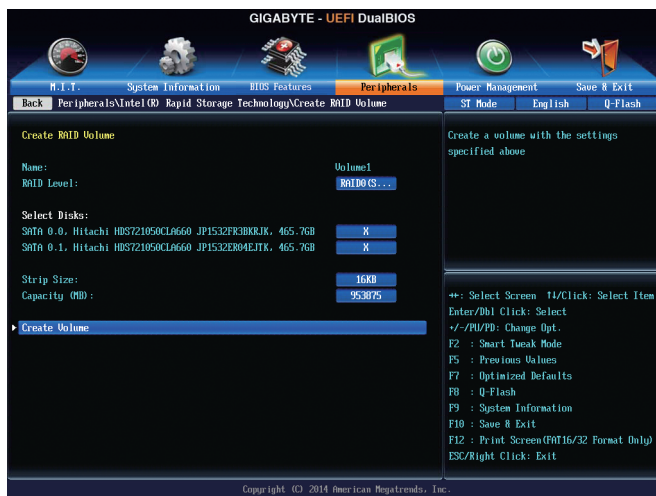 GIGABYTE - UEFI DualBIOS
M.I.T. System Information BIOS Features Peripherals Power Management Save & Exit
Back Peripherals\Intel(R) Rapid Storage Technology\Create RAID Volume ST Mode English Q-Flash
Create RAID Volume
Name: Volume1
RAID Level: RAID0(S...
Select Disks:
SATA 0.0, Hitachi HDS721050CLA660 JP1532FR3BKRJK, 465.7GB X
SATA 0.1, Hitachi HDS721050CLA660 JP1532ER04EJTK, 465.7GB X
Strip Size: 16KB
Capacity (MB): 953875
Create Volume
Create a volume with the settings
specified above
→←: Select Screen ↑↓/Click: Select Item
Enter/Dbl Click: Select
+/-/PU/PD: Change Opt.
F2 : Smart Tweak Mode
F5 : Previous Values
F7 : Optimized Defaults
F8 : Q-Flash
F9 : System Information
F10 : Save & Exit
F12 : Print Screen(FAT16/32 Format Only)
ESC/Right Click: Exit
Copyright (C) 2014 American Megatrends, Inc.